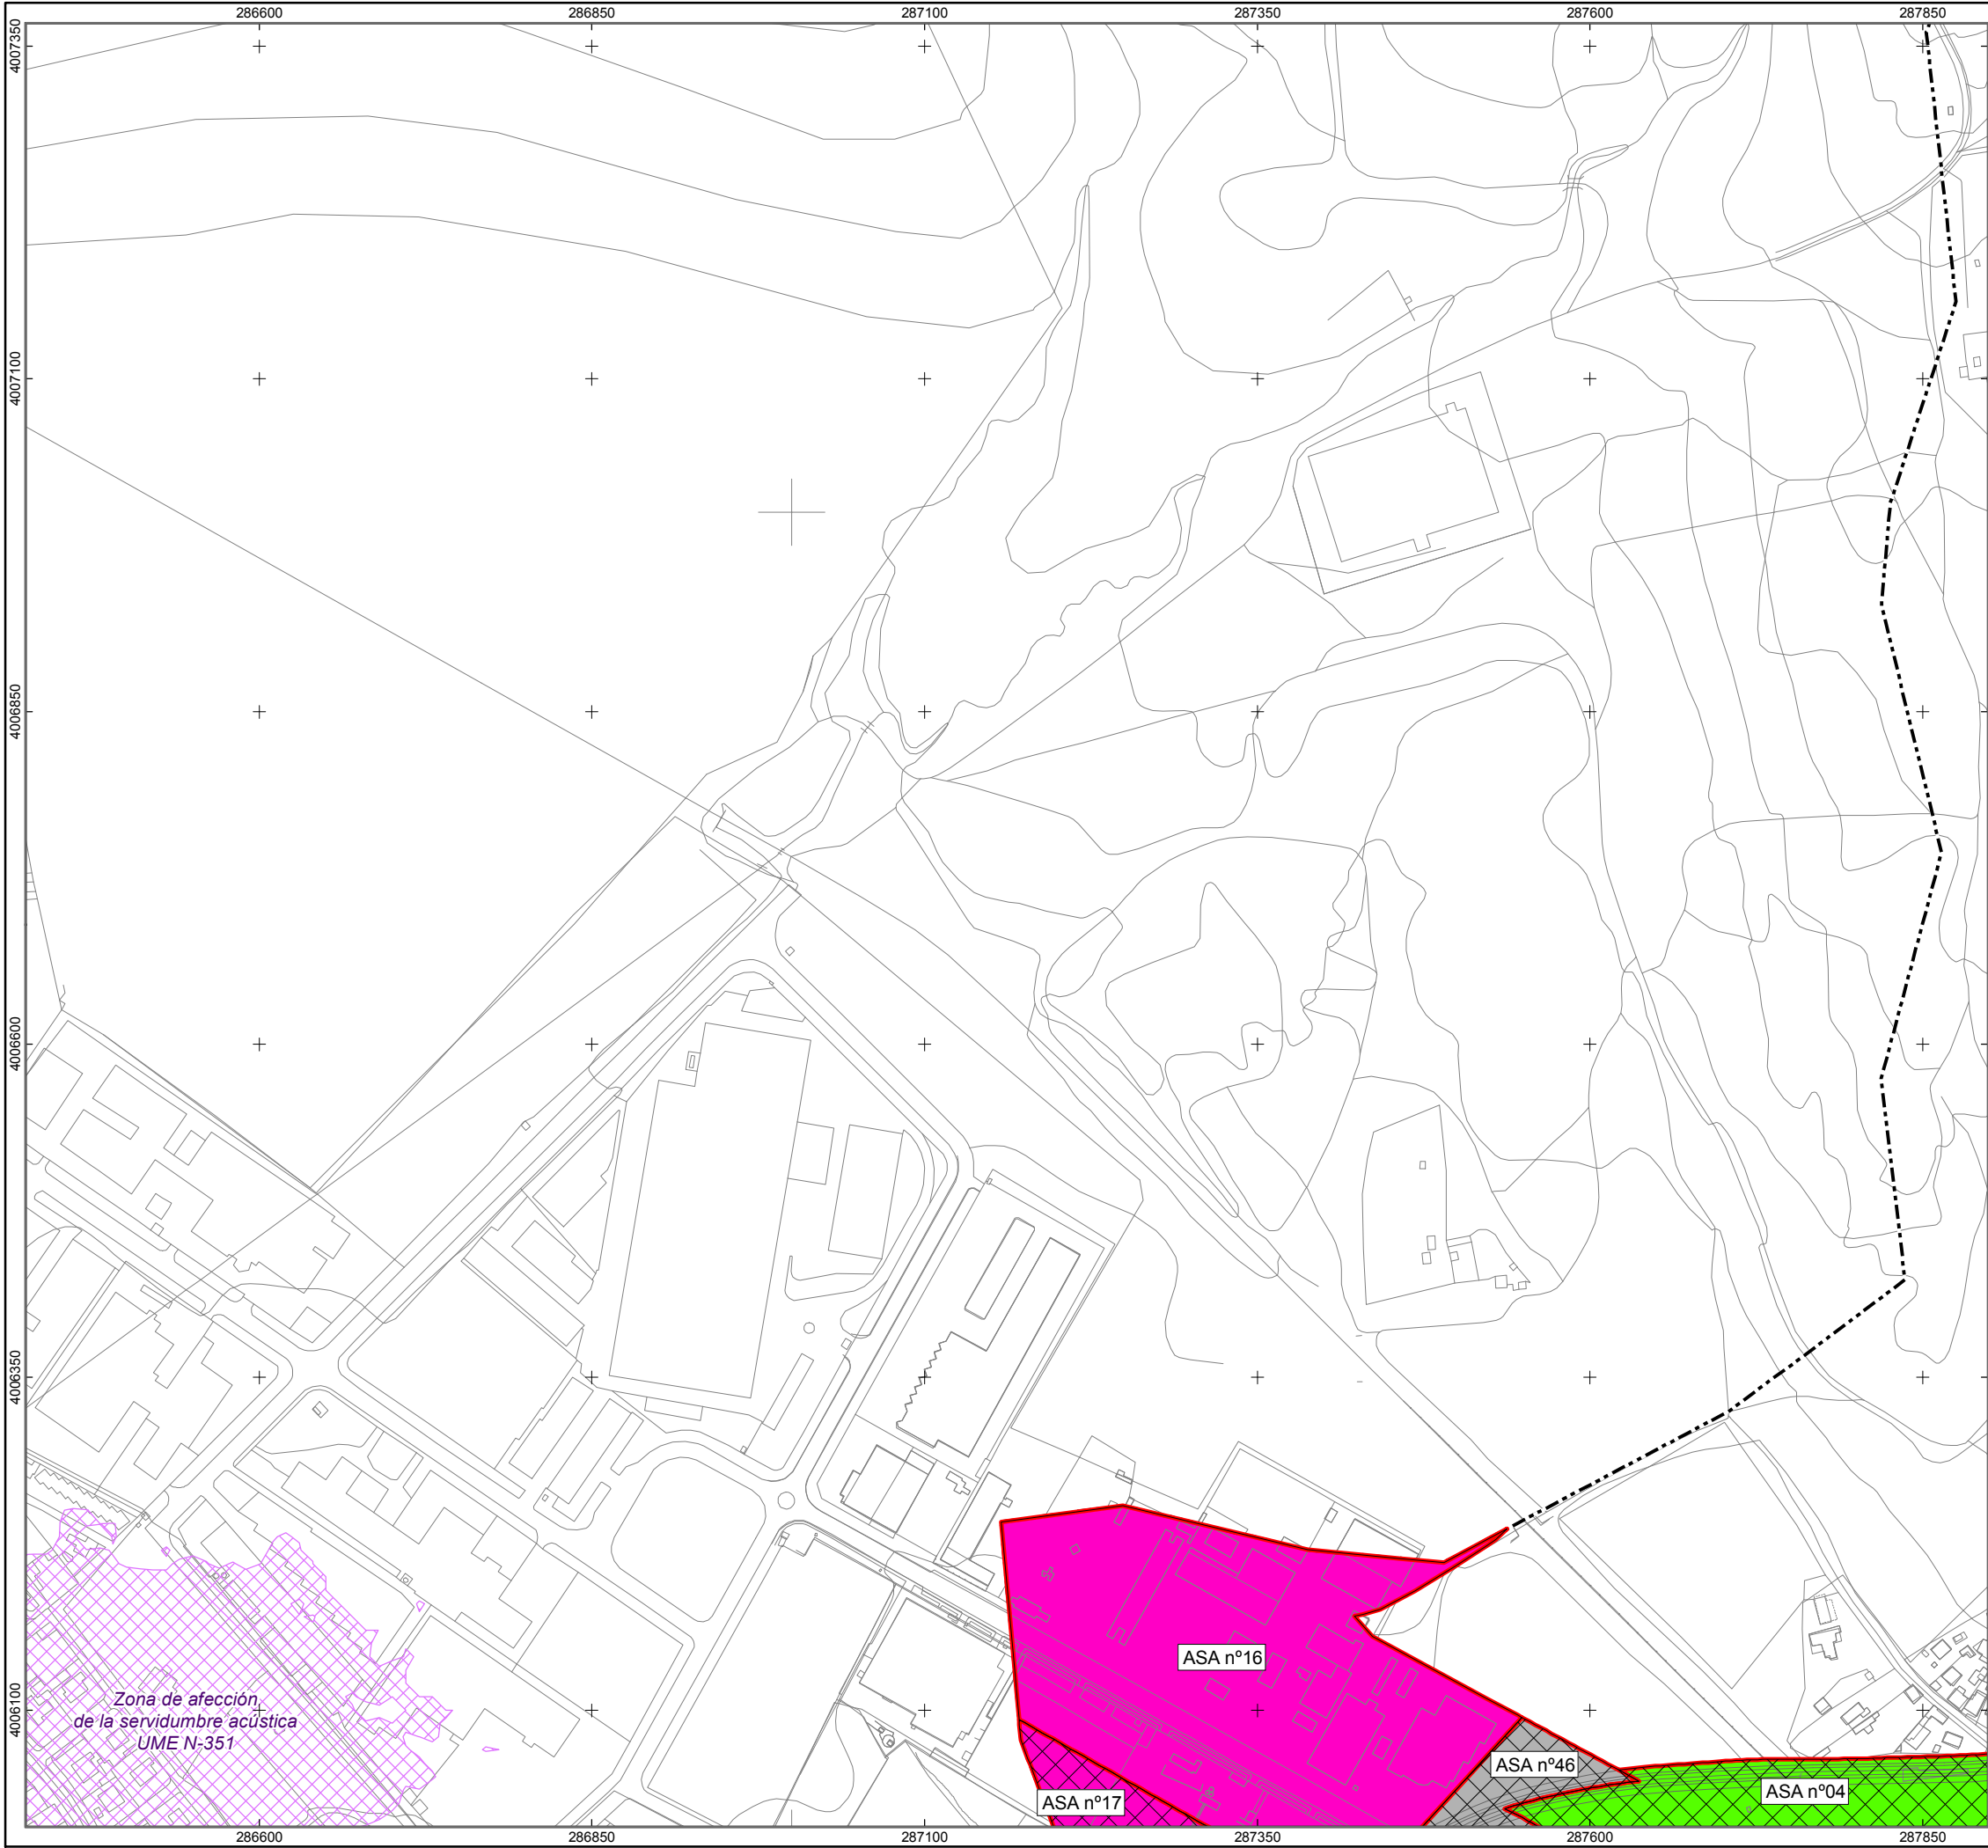 286600 286850 287100 287350 287600 287850
4007350
4007100
4006850
4006600
4006350
4006100
ASA nº16
ASA nº46
ASA nº04
ASA nº17
Zona de afección
de la servidumbre acústica
UME N-351
286600 286850 287100 287350 287600 287850